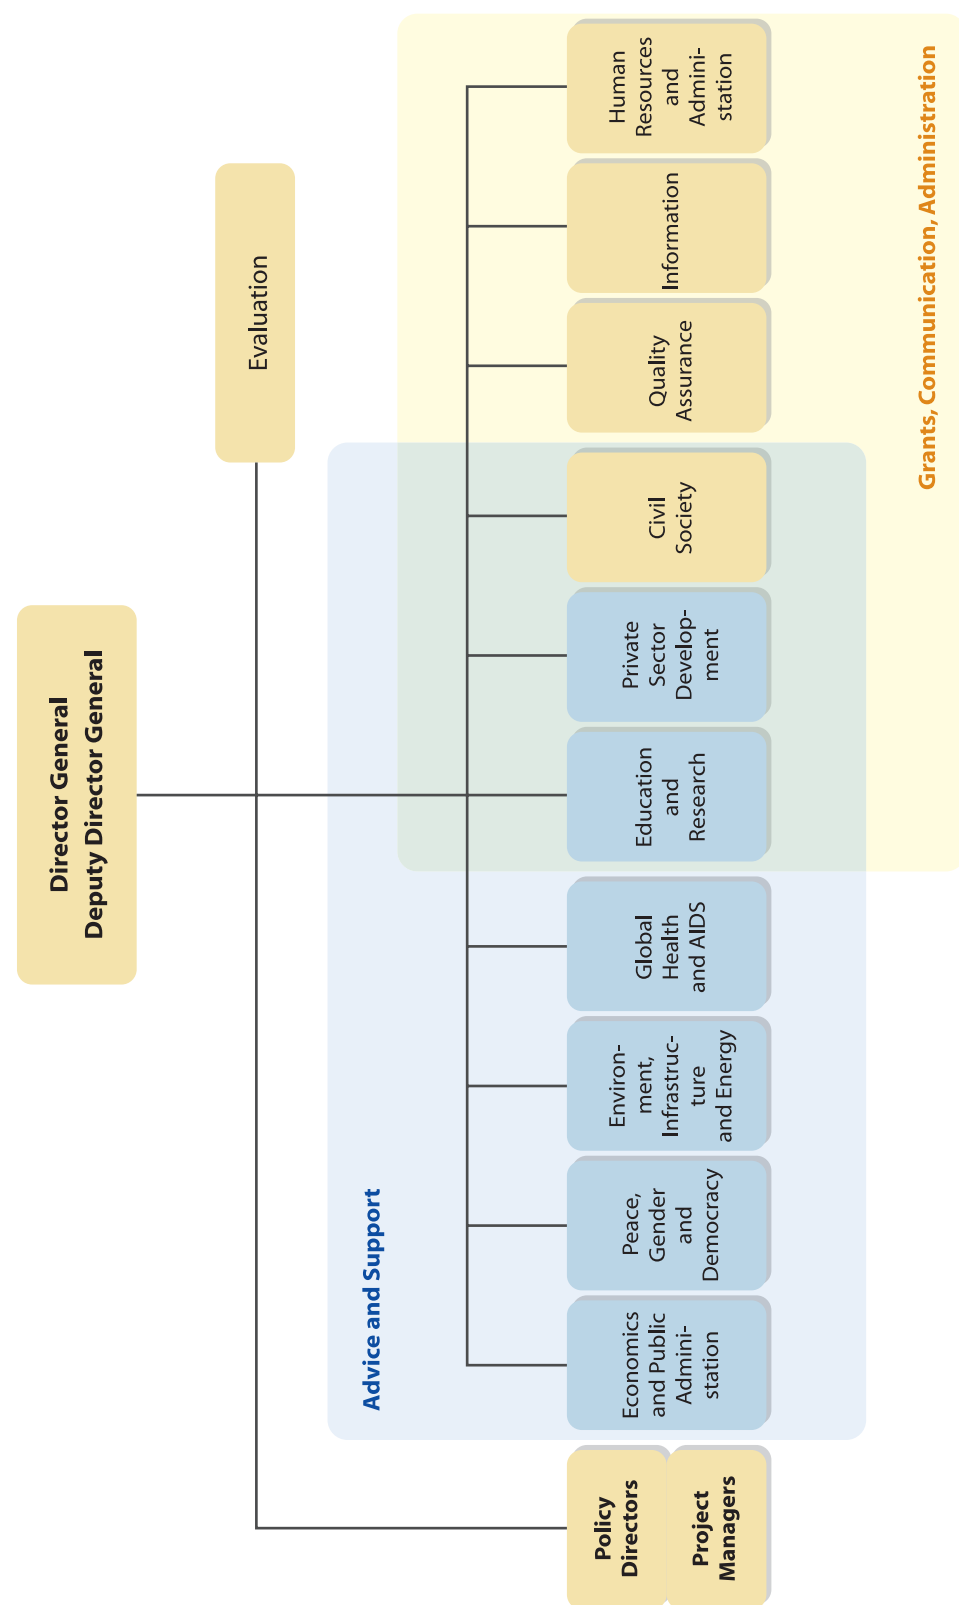 Director General
Deputy Director General
Evaluation
Advice and Support
Policy
Directors
Project
Managers
Economics
and Public
Admini-
station
Peace,
Gender
and
Democracy
Environ-
ment,
Infrastruc-
ture
and Energy
Global
Health
and AIDS
Education
and
Research
Private
Sector
Develop-
ment
Civil
Society
Quality
Assurance
Information
Human
Resources
and
Admini-
station
Grants, Communication, Administration